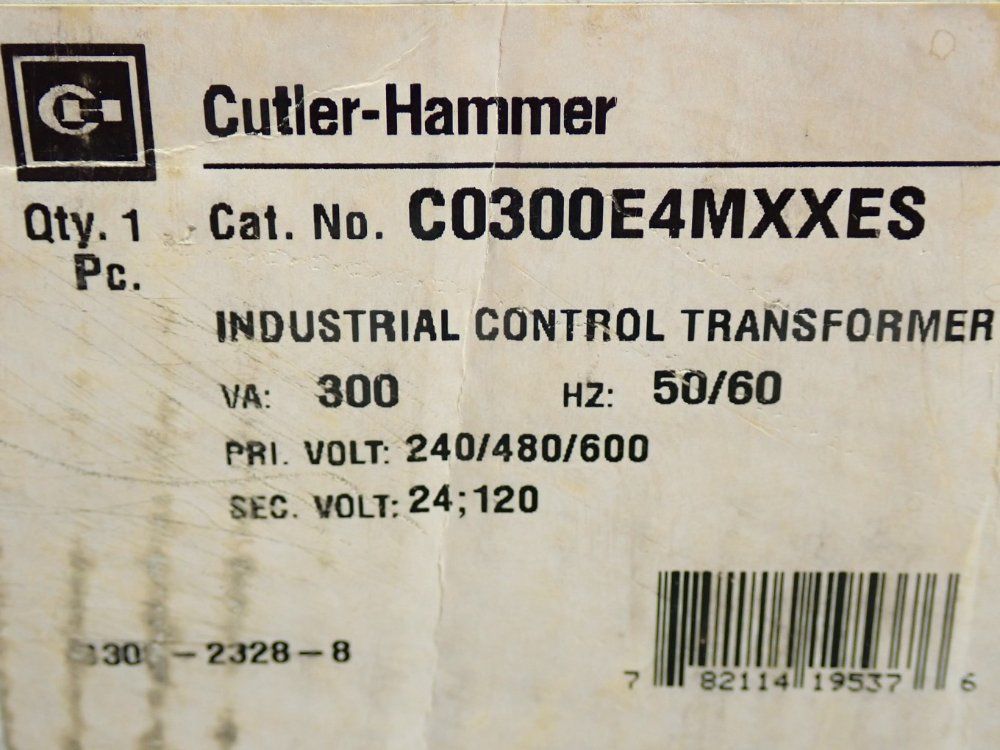 Cutler-Hammer
Qty. 1 Pc.
Cat. No. C0300E4MXXES
INDUSTRIAL CONTROL TRANSFORMER
VA: 300 HZ: 50/60
PRI. VOLT: 240/480/600
SEC. VOLT: 24;120
-2328-8
7 82114 19537 6